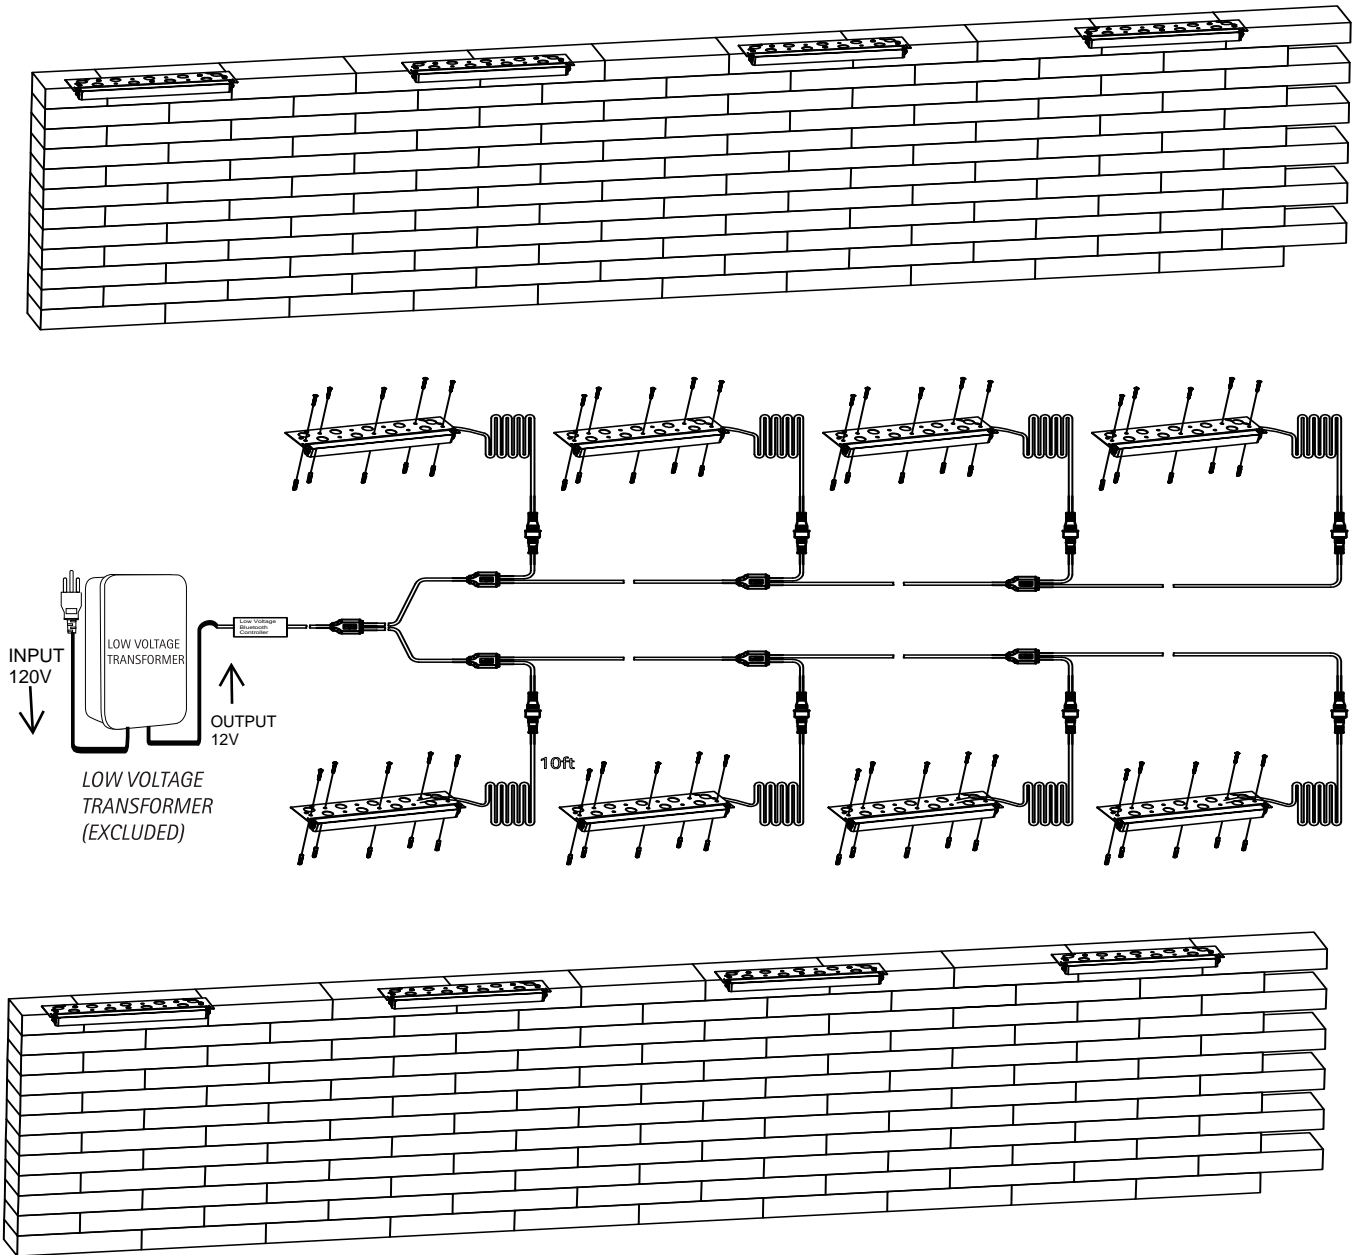 Low Voltage
Bluetooth
Controller
LOW VOLTAGE
TRANSFORMER
INPUT
120V
OUTPUT
12V
10ft
LOW VOLTAGE
TRANSFORMER
(EXCLUDED)